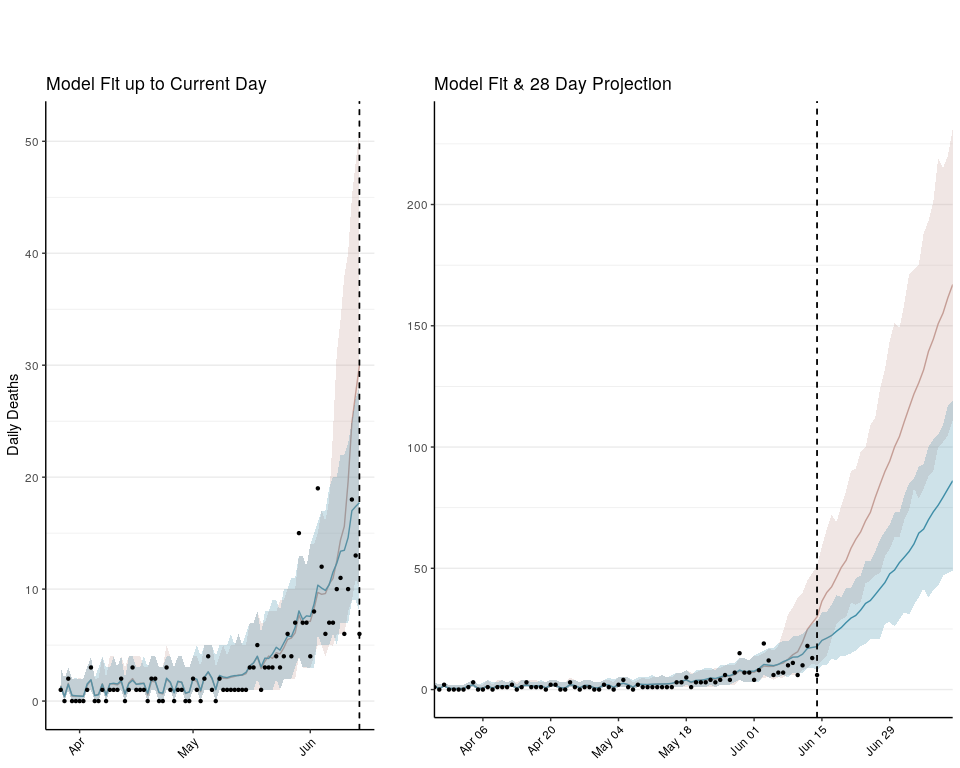 Model Fit up to Current Day
Daily Deaths
50
40
30
20
10
0
Apr
May
Jun
Model Fit & 28 Day Projection
200
150
100
50
0
Apr 06
Apr 20
May 04
May 18
Jun 01
Jun 15
Jun 29